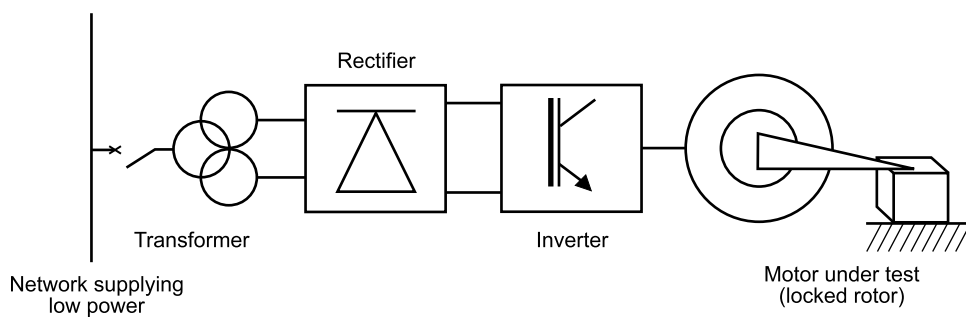 Rectifier
Transformer
Inverter
Network supplying
low power
Motor under test
(locked rotor)